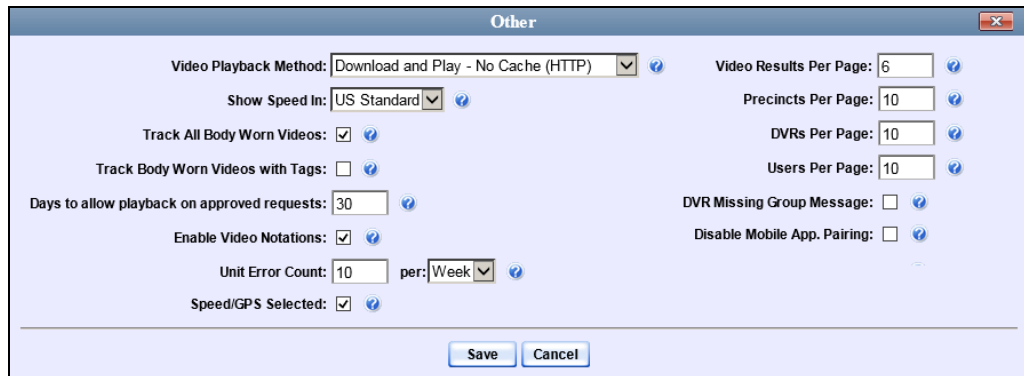 Other
Video Playback Method: Download and Play - No Cache (HTTP)
Show Speed In: US Standard
Track All Body Worn Videos:
Track Body Worn Videos with Tags:
Days to allow playback on approved requests: 30
Enable Video Notations:
Unit Error Count: 10 per: Week
Speed/GPS Selected:
Video Results Per Page: 6
Precincts Per Page: 10
DVRs Per Page: 10
Users Per Page: 10
DVR Missing Group Message:
Disable Mobile App. Pairing:
Save Cancel